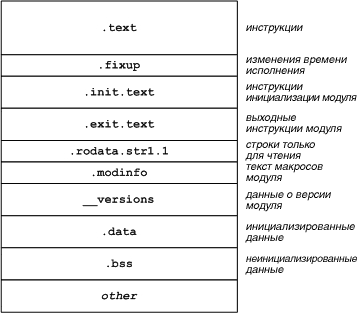 .text
инструкции
.fixup
изменения времени
исполнения
.init.text
инструкции
инициализации модуля
.exit.text
выходные
инструкции модуля
.rodata.str1.1
строки только
для чтения
.modinfo
текст макросов
модуля
__versions
данные о версии
модуля
.data
инициализированные
данные
.bss
неинициализированные
данные
other